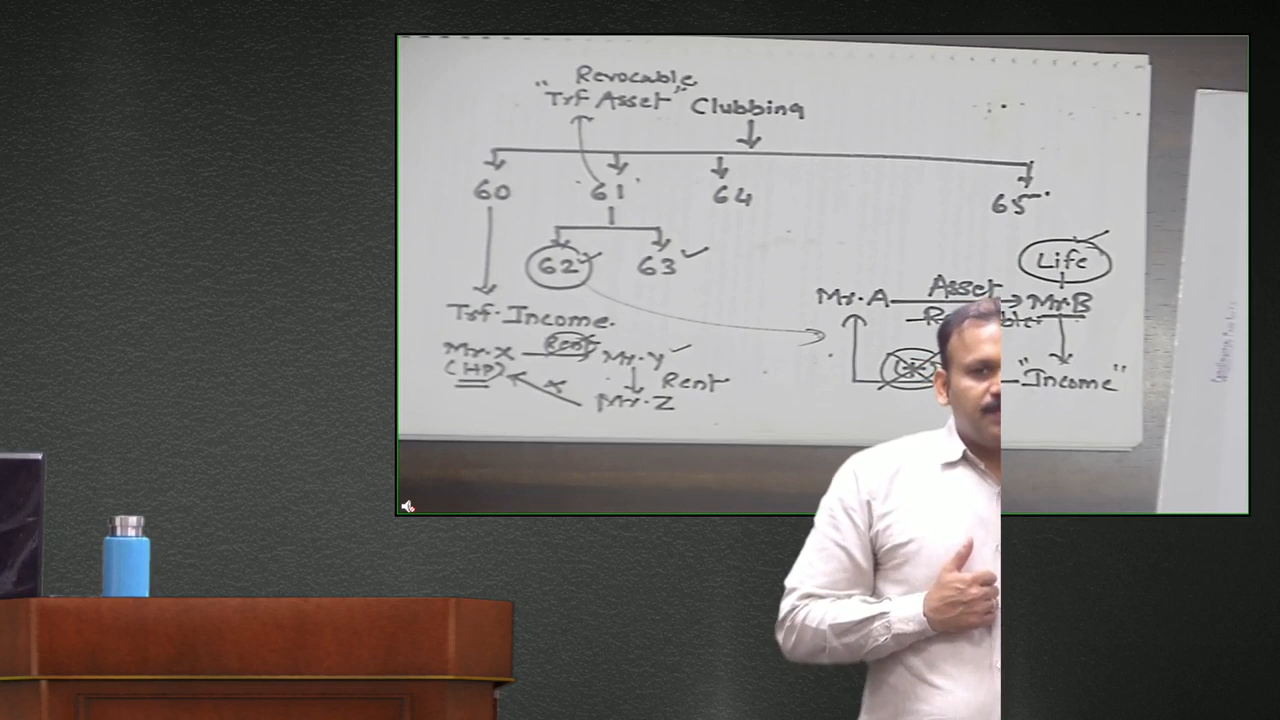 Revocable
"Trf Asset"
Clubbing
60
61
64
65
62
63
Life
Trf. Income.
Mr. A
Asset
Mr B
Mr. X
Rent
Mr. Y
(HP)
Rent
Mr. Z
"Income"